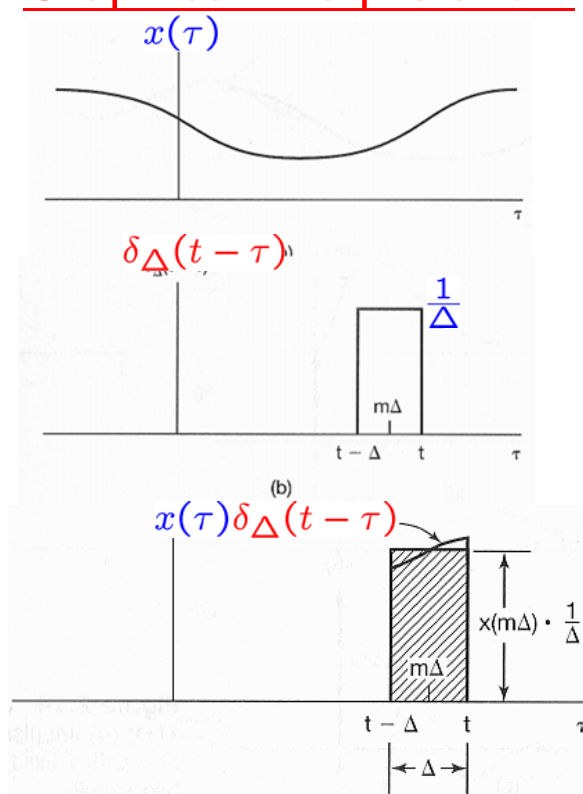 x(τ)
τ
δ_Δ(t − τ)
1/Δ
mΔ
t − Δ t τ
(b)
x(τ)δ_Δ(t − τ)
x(mΔ) · 1/Δ
mΔ
t − Δ t τ
Δ